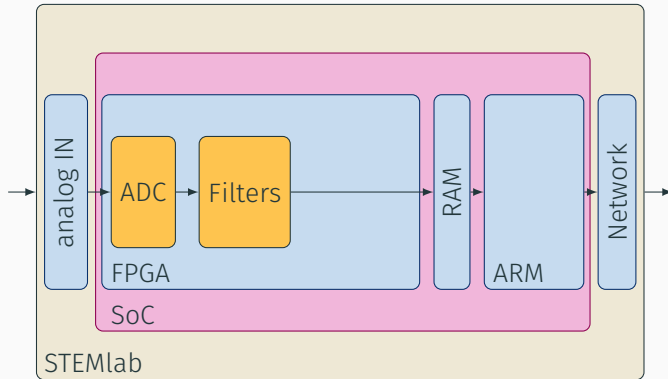 analog IN
ADC
Filters
FPGA
RAM
ARM
Network
SoC
STEMlab